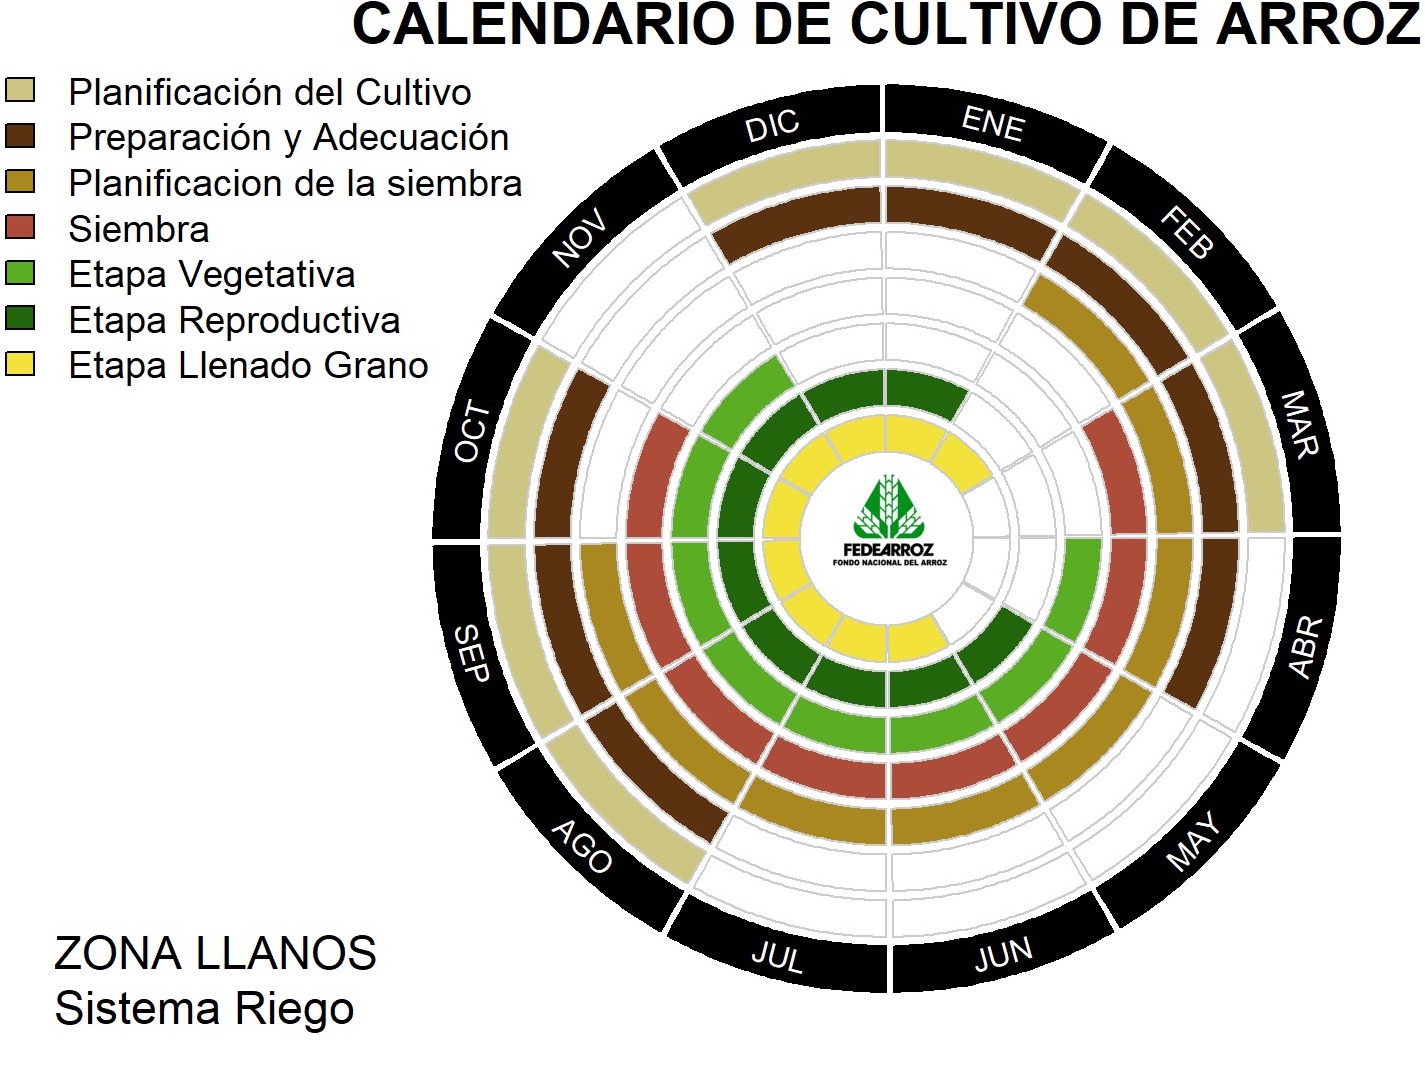 CALENDARIO DE CULTIVO DE ARROZ
Planificación del Cultivo
Preparación y Adecuación
Planificacion de la siembra
Siembra
Etapa Vegetativa
Etapa Reproductiva
Etapa Llenado Grano
ENE
FEB
MAR
ABR
MAY
JUN
JUL
AGO
SEP
OCT
NOV
DIC
FEDEARROZ
FONDO NACIONAL DEL ARROZ
ZONA LLANOS
Sistema Riego